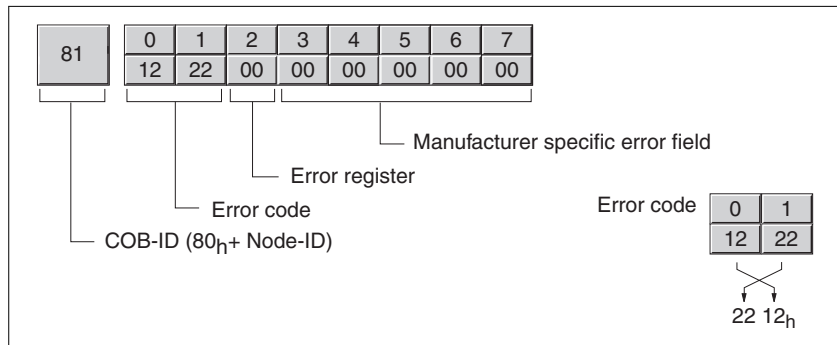 81
0 1 2 3 4 5 6 7
12 22 00 00 00 00 00 00
Manufacturer specific error field
Error register
Error code
COB-ID (80h+ Node-ID)
Error code
0 1
12 22
22 12h